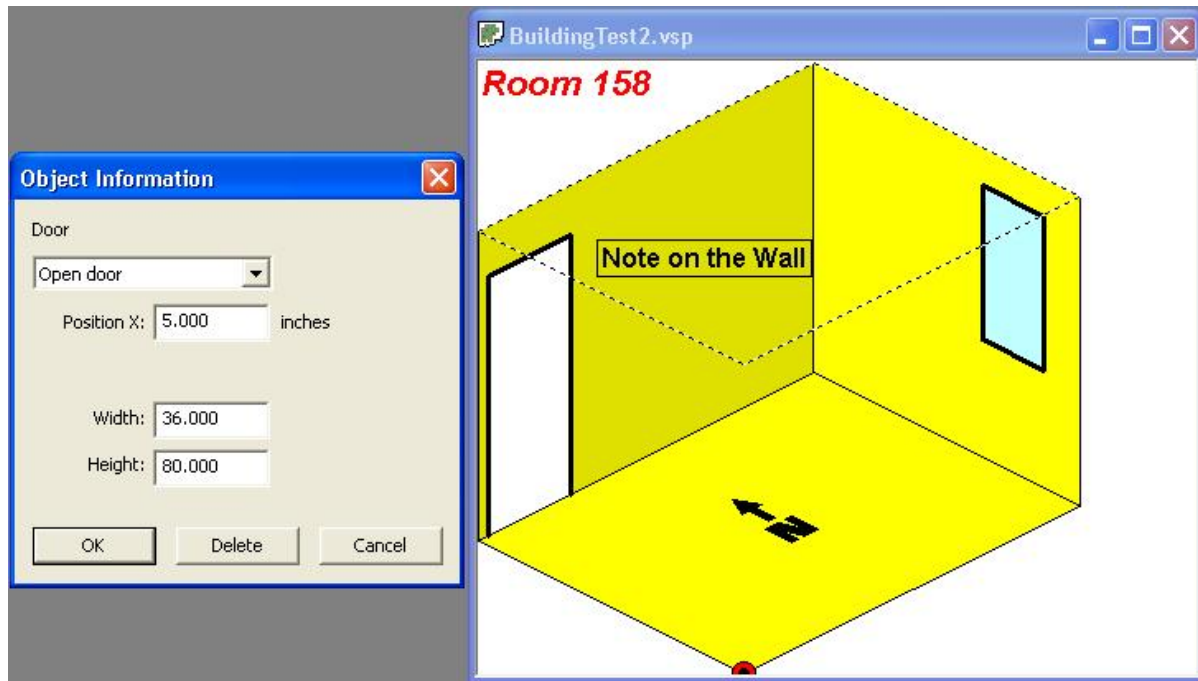 BuildingTest2.vsp
Room 158
Object Information
Door
Open door
Position X: 5.000 inches
Width: 36.000
Height: 80.000
OK Delete Cancel
Note on the Wall
N